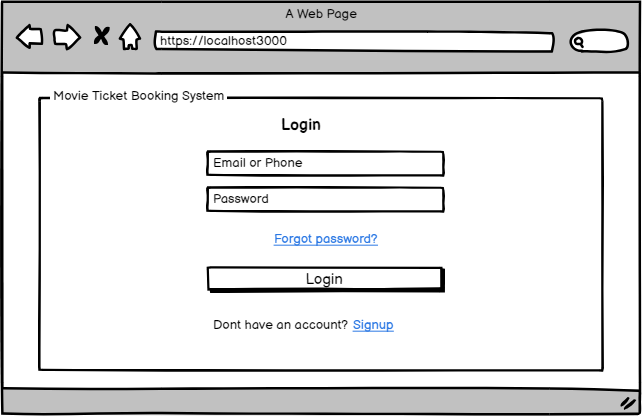 A Web Page
https://localhost3000
Movie Ticket Booking System
Login
Email or Phone
Password
Forgot password?
Login
Dont have an account? Signup